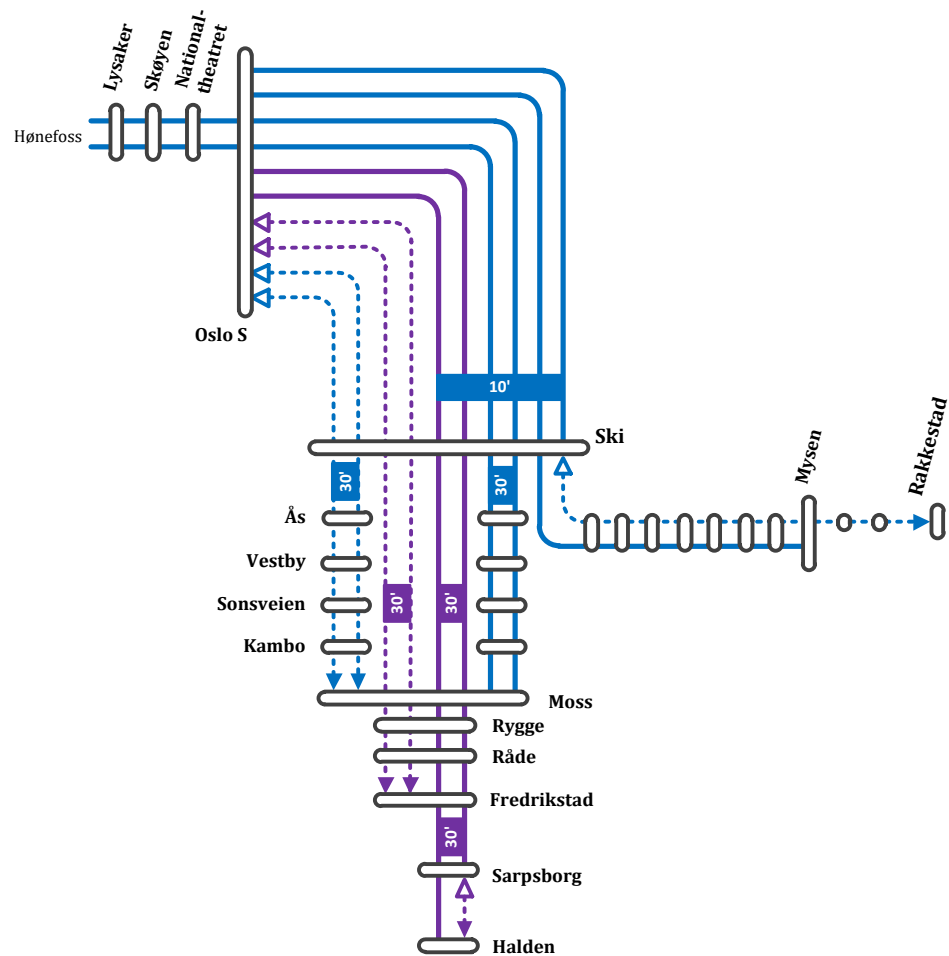 Lysaker
Skøyen
National-
theatret
Hønefoss
Oslo S
10'
Ski
Mysen
Rakkestad
30'
30'
Ås
Vestby
30'
30'
Sonsveien
Kambo
Moss
Rygge
Råde
Fredrikstad
30'
Sarpsborg
Halden